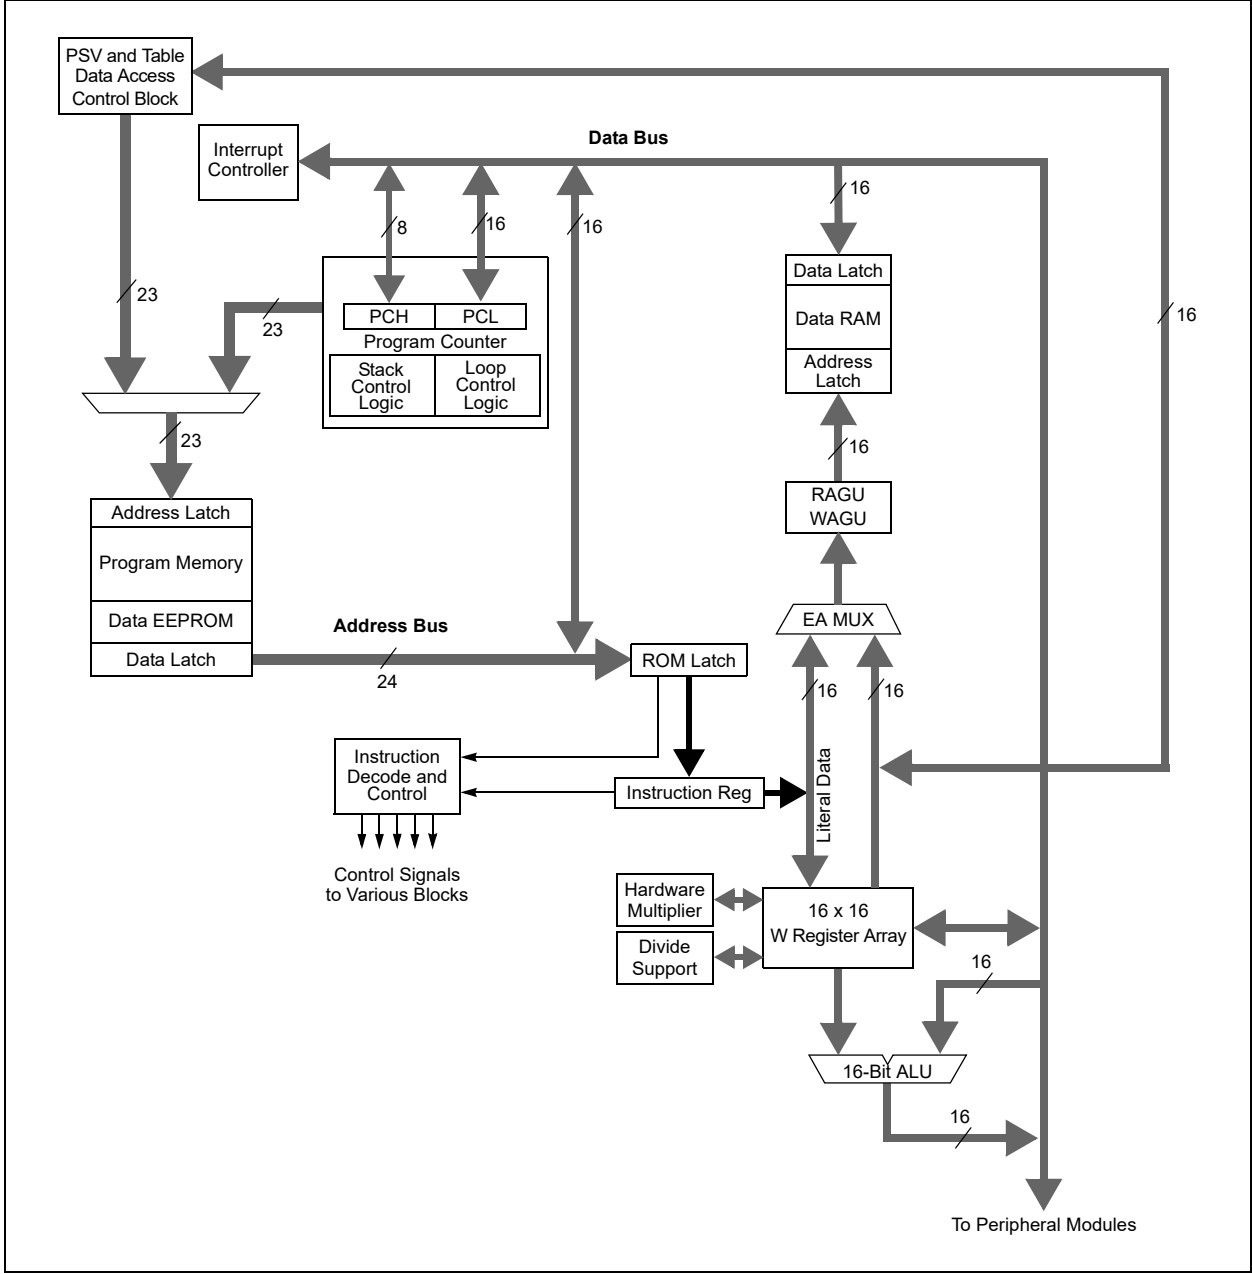 PSV and Table
Data Access
Control Block
Interrupt
Controller
Data Bus
16
8
16
16
23
23
16
Data Latch
Data RAM
Address
Latch
PCH
PCL
Program Counter
Stack
Control
Logic
Loop
Control
Logic
23
16
RAGU
WAGU
Address Latch
Program Memory
Data EEPROM
Data Latch
Address Bus
24
EA MUX
ROM Latch
16
16
Instruction
Decode and
Control
Instruction Reg
Literal Data
Control Signals
to Various Blocks
Hardware
Multiplier
Divide
Support
16 x 16
W Register Array
16
16-Bit ALU
16
To Peripheral Modules